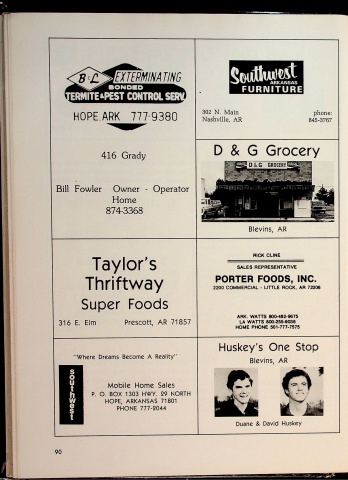 B & L EXTERMINATING
BONDED
TERMITE & PEST CONTROL SERV.
HOPE, ARK 777-9380
416 Grady
Bill Fowler Owner - Operator
Home
874-3368
Southwest
ARKANSAS
FURNITURE
302 N. Main
Nashville, AR
phone:
845-3767
D & G Grocery
D & G GROCERY
Blevins, AR
Taylor's
Thriftway
Super Foods
316 E. Elm Prescott, AR 71857
RICK CLINE
SALES REPRESENTATIVE
PORTER FOODS, INC.
2200 COMMERCIAL - LITTLE ROCK, AR 72206
ARK. WATTS 800-482-9675
LA WATTS 800-255-9608
HOME PHONE 501-777-7575
"Where Dreams Become A Reality"
southwest
Mobile Home Sales
P. O. BOX 1303 HWY. 29 NORTH
HOPE, ARKANSAS 71801
PHONE 777-2044
Huskey's One Stop
Blevins, AR
Duane & David Huskey
90